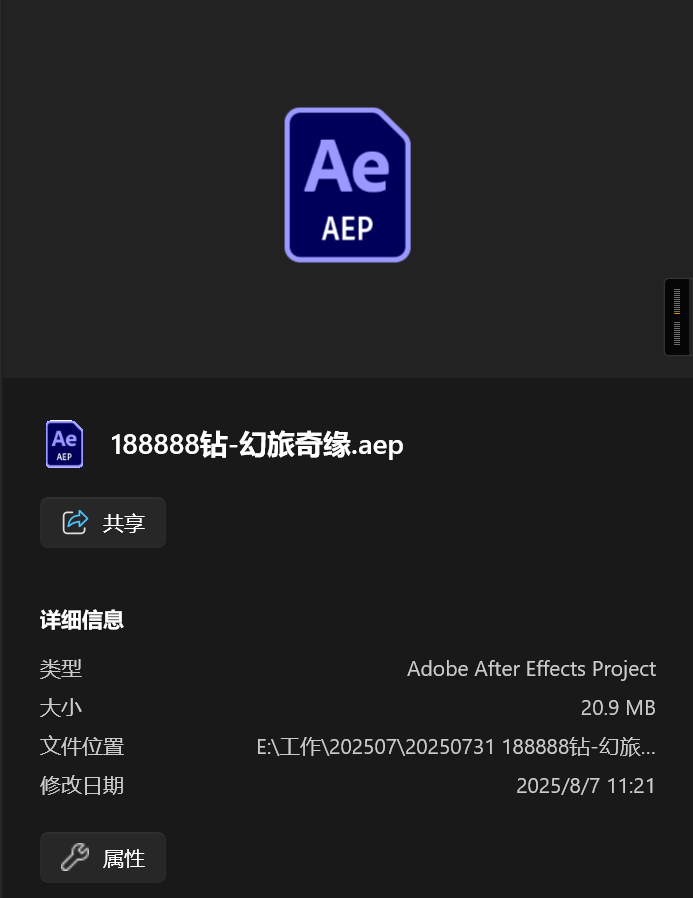 Ae
AEP
Ae
AEP
188888钻-幻旅奇缘.aep
共享
详细信息
类型 Adobe After Effects Project
大小 20.9 MB
文件位置 E:\工作\202507\20250731 188888钻-幻旅...
修改日期 2025/8/7 11:21
属性